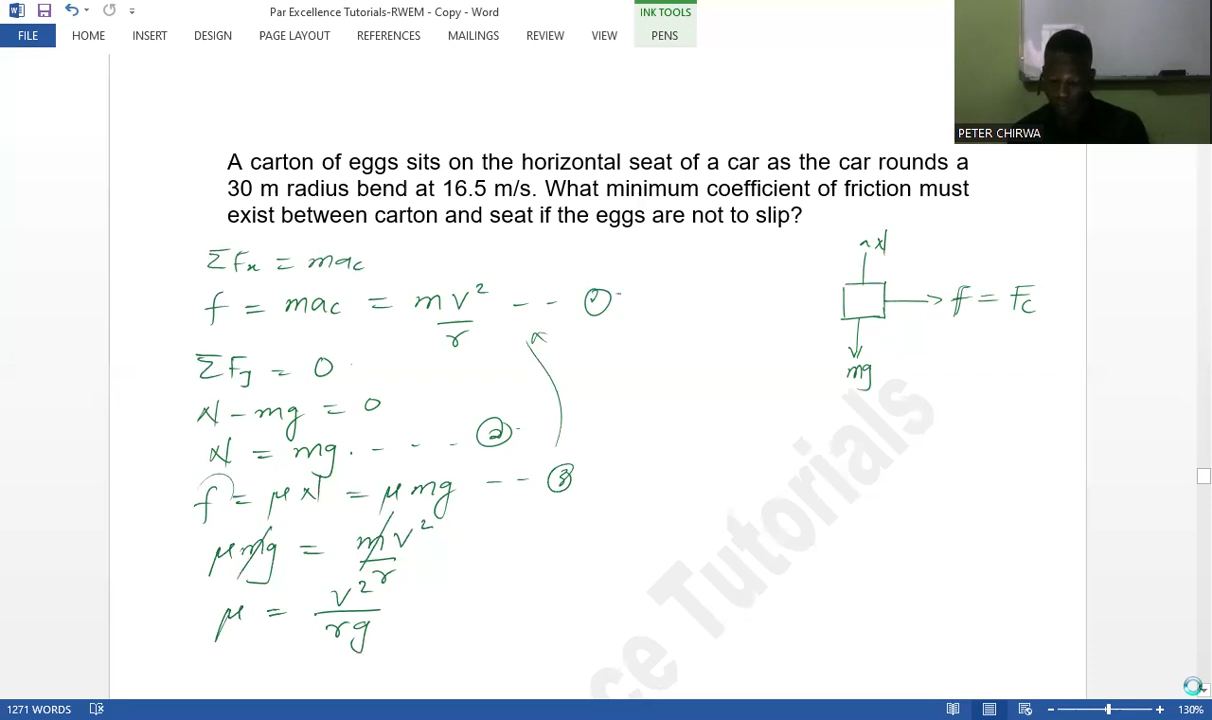 Par Excellence Tutorials-RWEM - Copy - Word
INK TOOLS
FILE HOME INSERT DESIGN PAGE LAYOUT REFERENCES MAILINGS REVIEW VIEW PENS
PETER CHIRWA
A carton of eggs sits on the horizontal seat of a car as the car rounds a
30 m radius bend at 16.5 m/s. What minimum coefficient of friction must
exist between carton and seat if the eggs are not to slip?
ΣFx = mac
f = mac = mv²/r -- ①
ΣFy = 0
N - mg = 0
N = mg. - - - ②
f = μN = μmg -- ③
μmg = mv²/r
μ = v²/rg
N
f = Fc
mg
ce Tutorials
1271 WORDS
130%